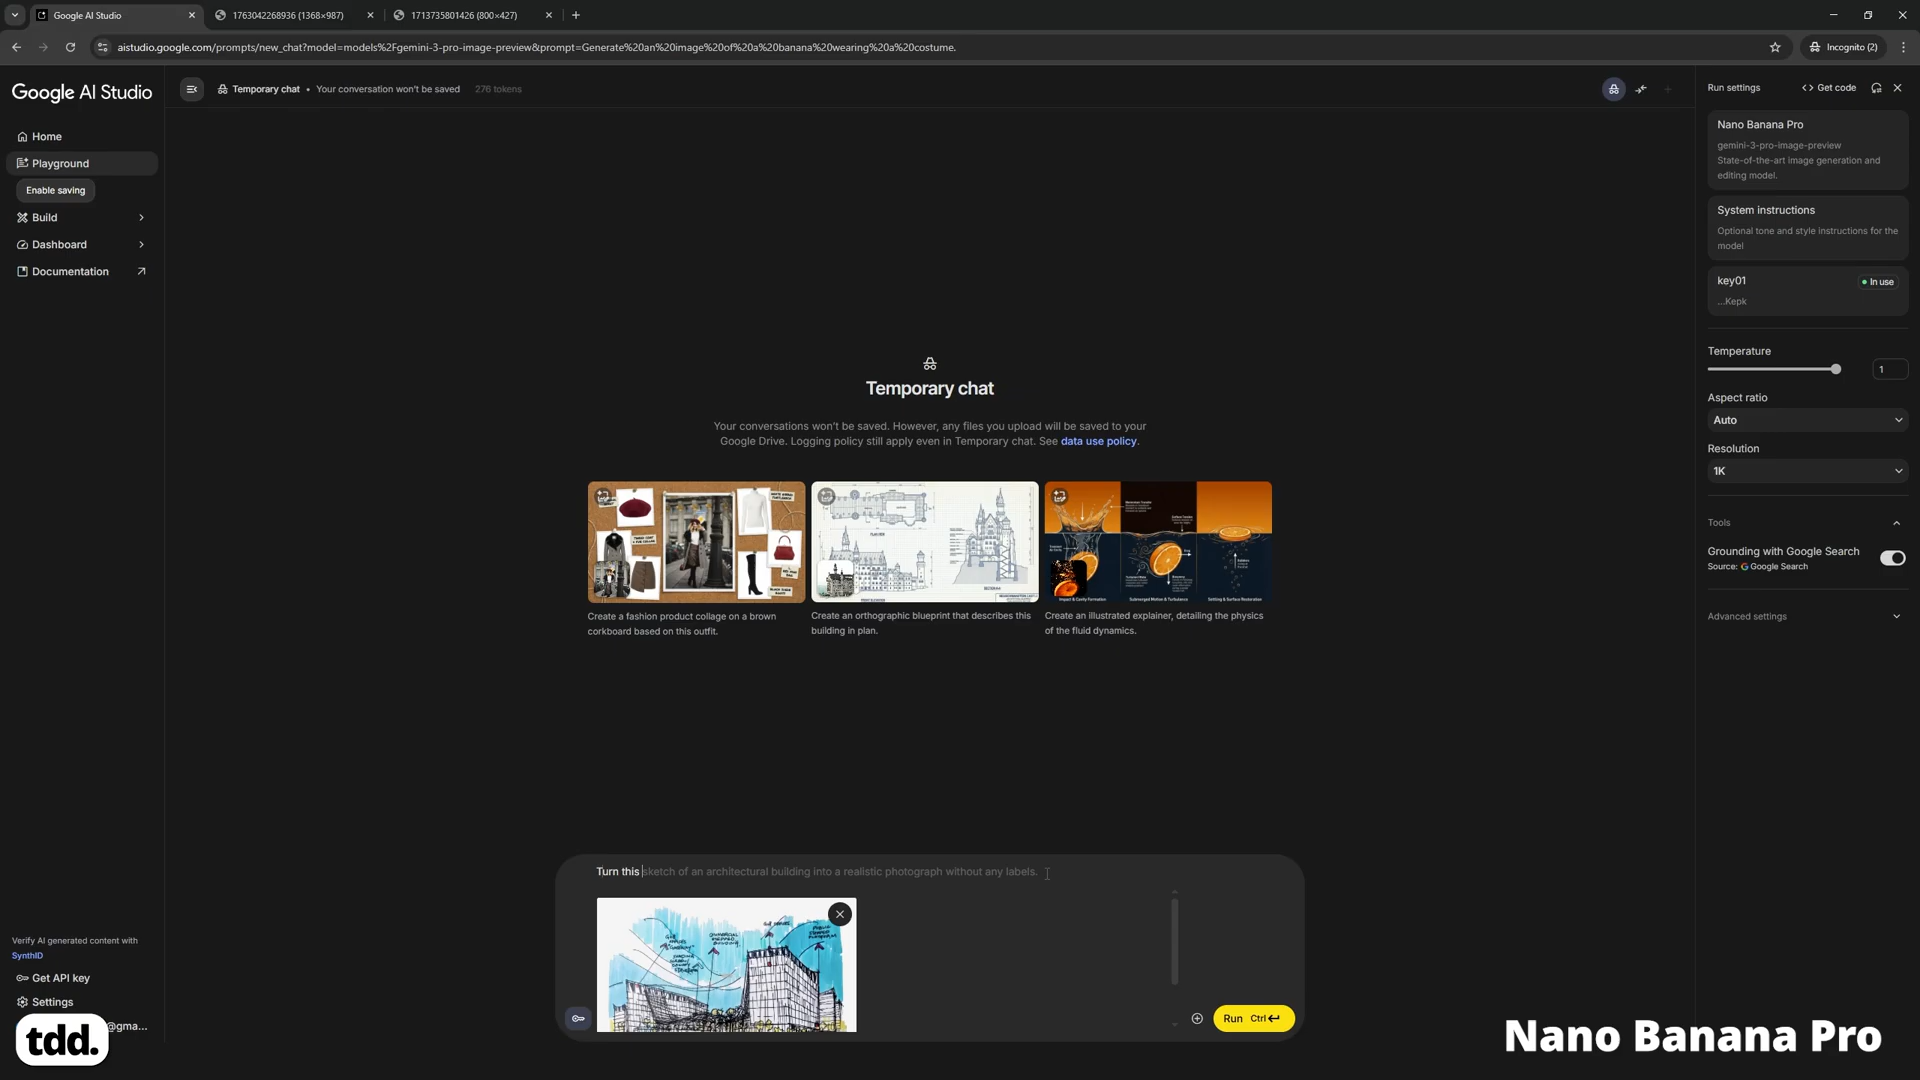 Google AI Studio
1763042268936 (1368×987)
1713735801426 (800×427)
aistudio.google.com/prompts/new_chat?model=models%2Fgemini-3-pro-image-preview&prompt=Generate%20an%20image%20of%20a%20banana%20wearing%20a%20costume.
Incognito (2)
Google AI Studio
Home
Playground
Enable saving
Build
Dashboard
Documentation
Temporary chat • Your conversation won't be saved 276 tokens
Temporary chat
Your conversations won't be saved. However, any files you upload will be saved to your
Google Drive. Logging policy still apply even in Temporary chat. See data use policy.
Create a fashion product collage on a brown
corkboard based on this outfit.
Create an orthographic blueprint that describes this
building in plan.
Create an illustrated explainer, detailing the physics
of the fluid dynamics.
Turn this sketch of an architectural building into a realistic photograph without any labels.
Run Ctrl
Run settings
Get code
Nano Banana Pro
gemini-3-pro-image-preview
State-of-the-art image generation and
editing model.
System instructions
Optional tone and style instructions for the
model
key01
In use
...Kepk
Temperature
1
Aspect ratio
Auto
Resolution
1K
Tools
Grounding with Google Search
Source: Google Search
Advanced settings
Verify AI generated content with
SynthID
Get API key
Settings
@gma...
tdd.
Nano Banana Pro